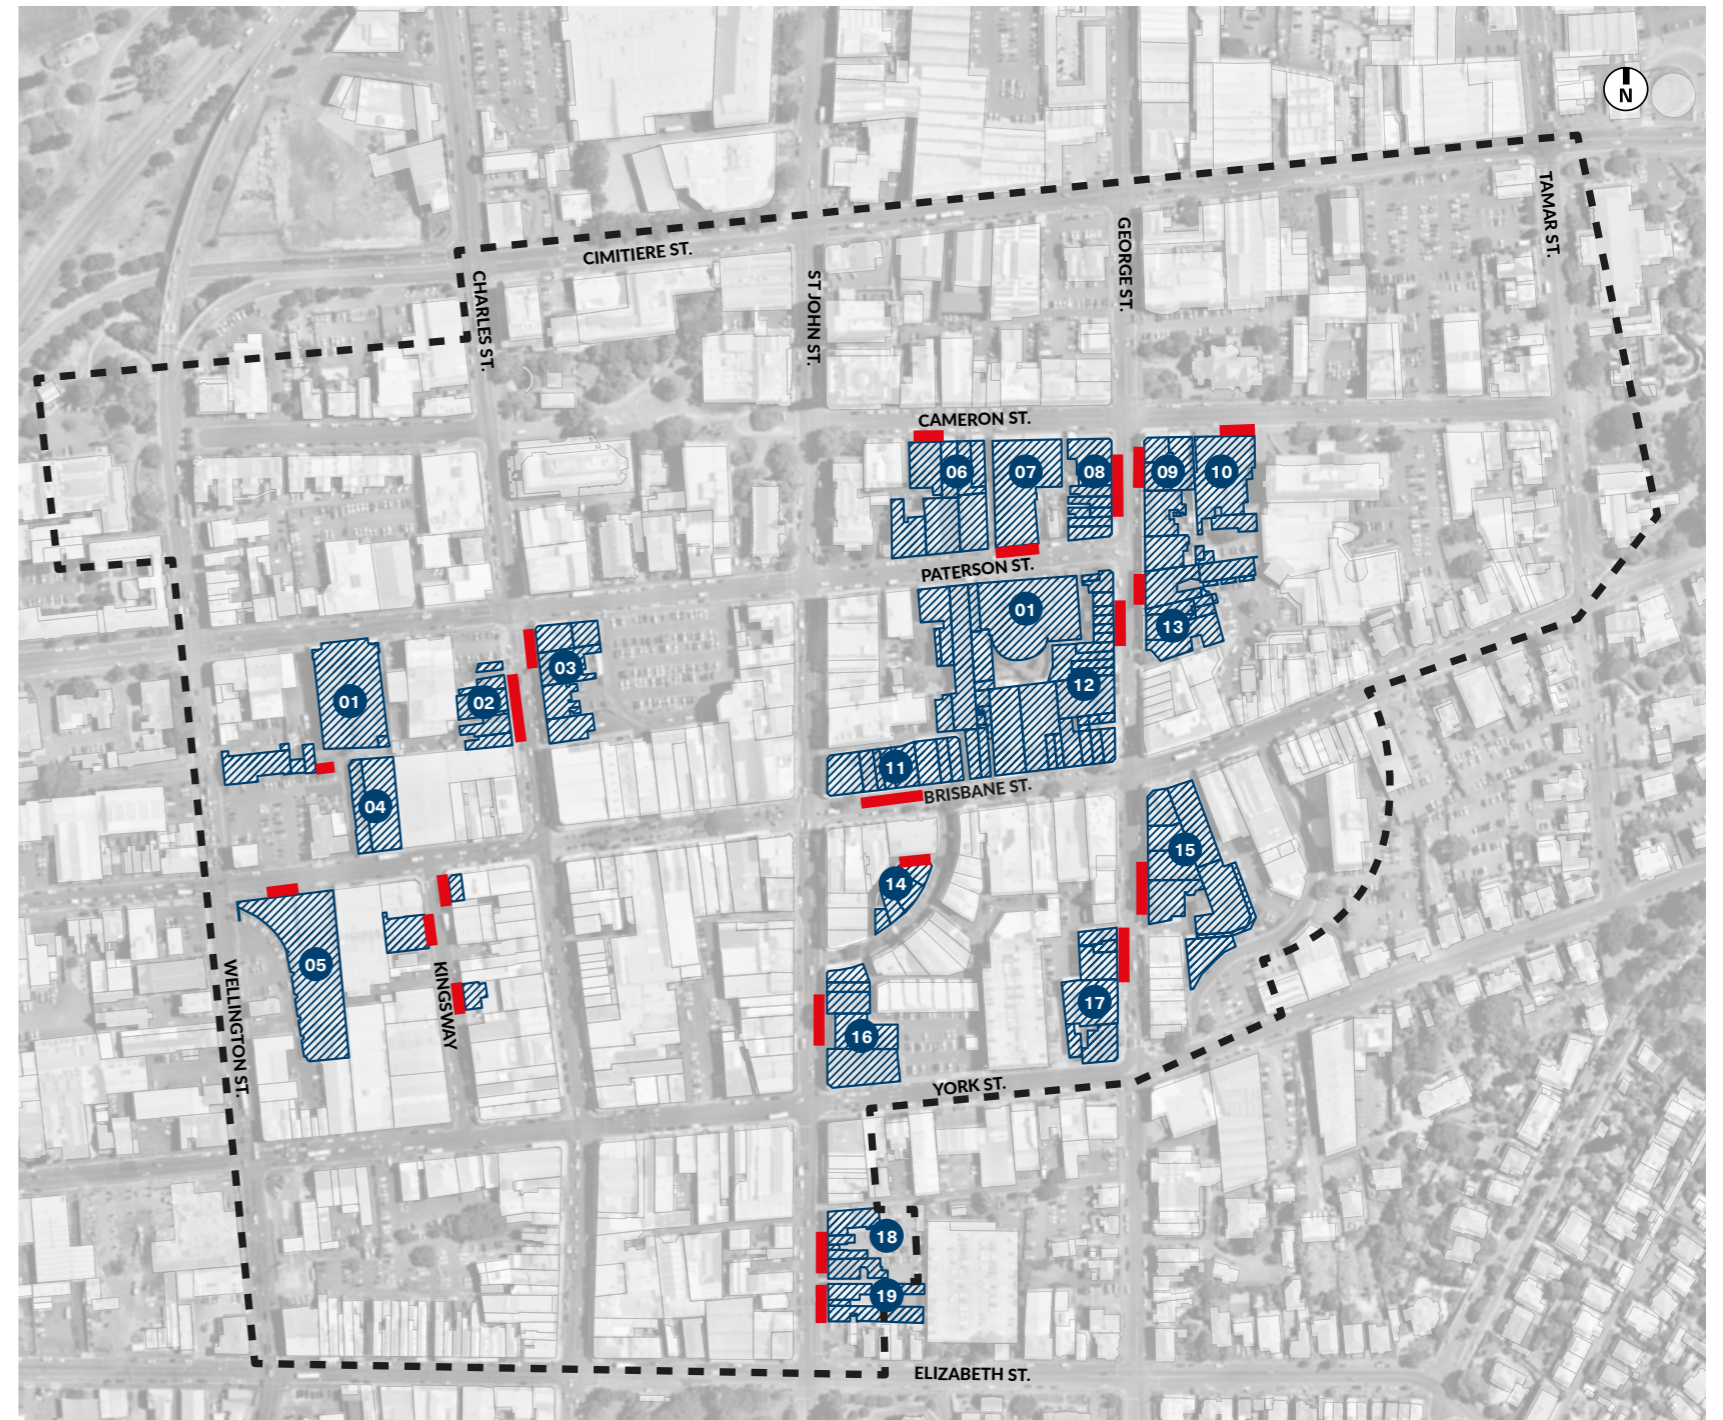 N
TAMAR ST.
GEORGE ST.
CIMITIERE ST.
CHARLES ST.
ST JOHN ST.
CAMERON ST.
06
07
08
09
10
PATERSON ST.
01
13
03
12
01
02
11
BRISBANE ST.
04
15
14
05
WELLINGTON ST.
KINGSWAY
17
16
YORK ST.
18
19
ELIZABETH ST.